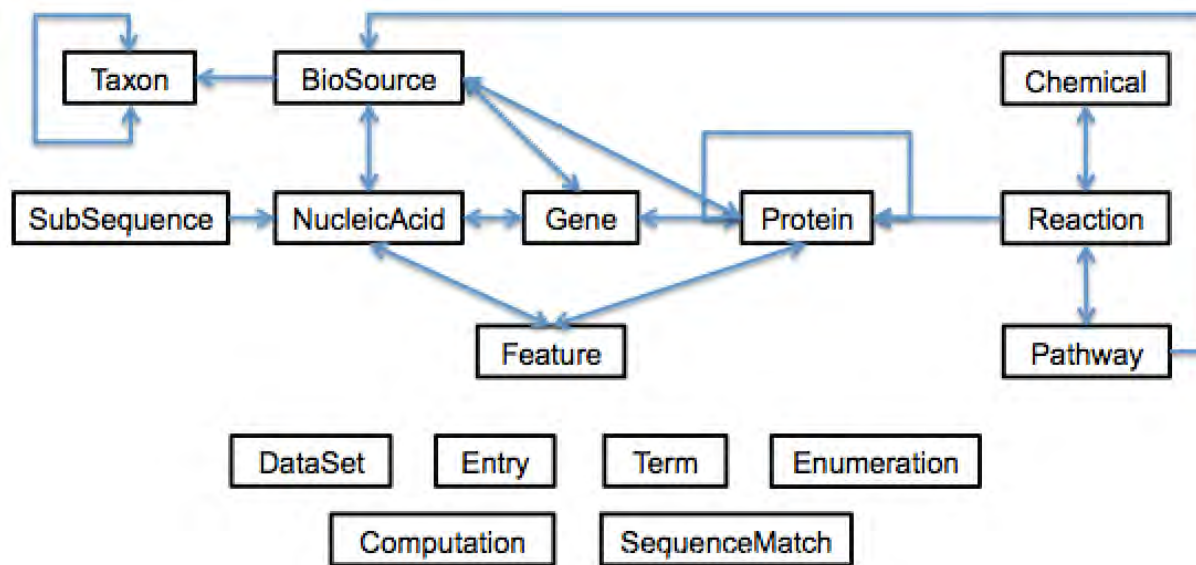 Taxon
BioSource
Chemical
SubSequence
NucleicAcid
Gene
Protein
Reaction
Feature
Pathway
DataSet
Entry
Term
Enumeration
Computation
SequenceMatch